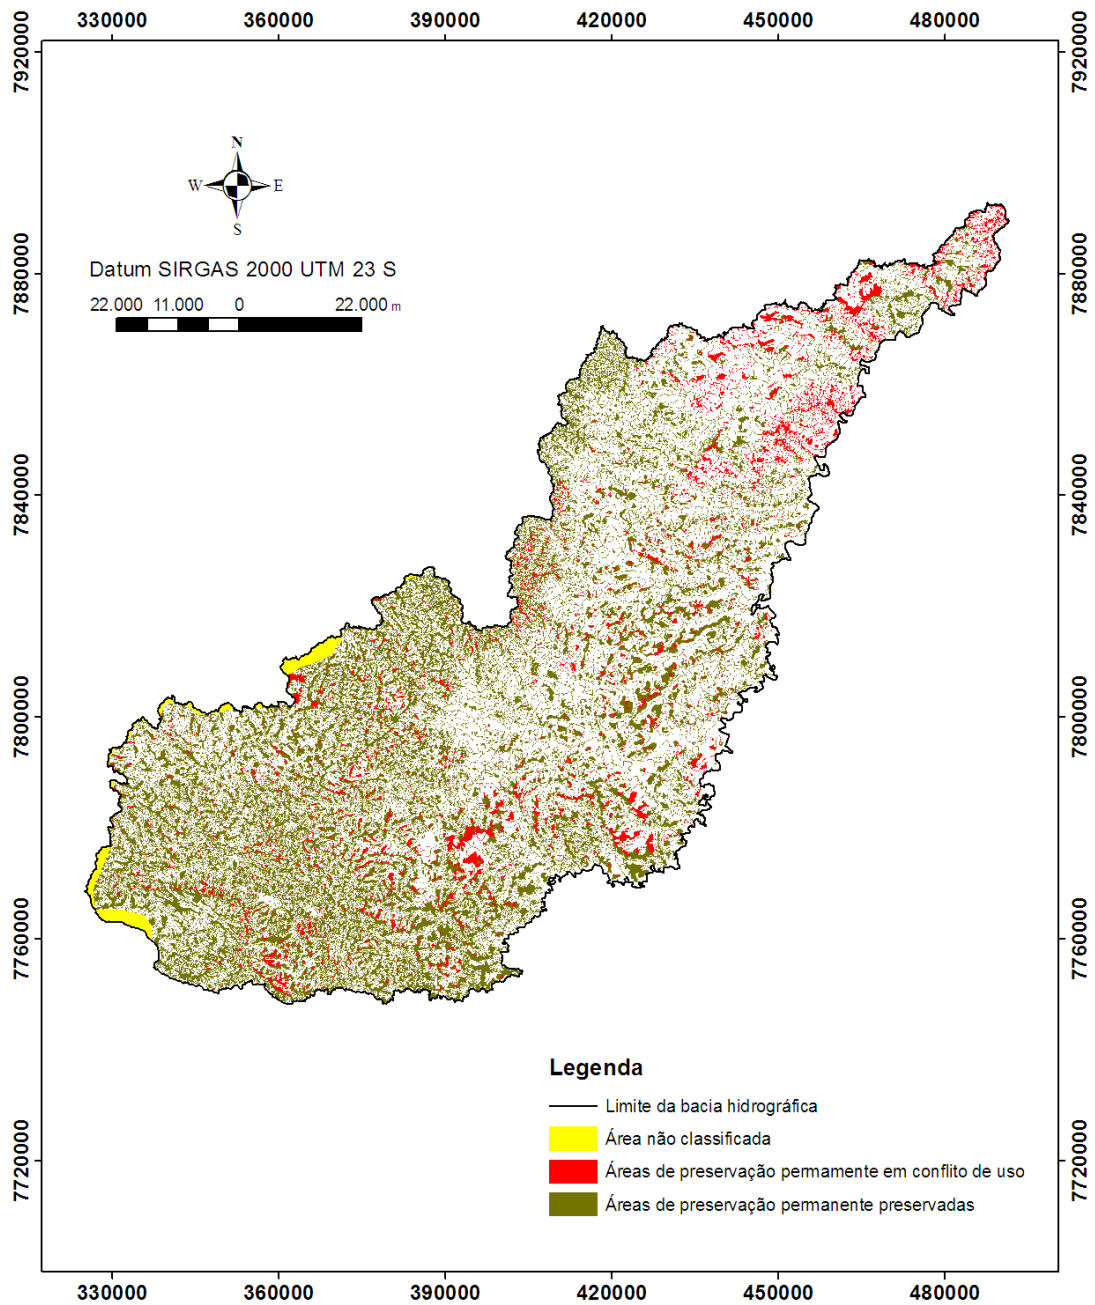 330000 360000 390000 420000 450000 480000
7920000 7920000
N
W E
S
Datum SIRGAS 2000 UTM 23 S
22.000 11.000 0 22.000 m
7880000 7880000
7840000 7840000
7800000 7800000
7760000 7760000
Legenda
Limite da bacia hidrográfica
Área não classificada
Áreas de preservação permamente em conflito de uso
Áreas de preservação permanente preservadas
7720000 7720000
330000 360000 390000 420000 450000 480000